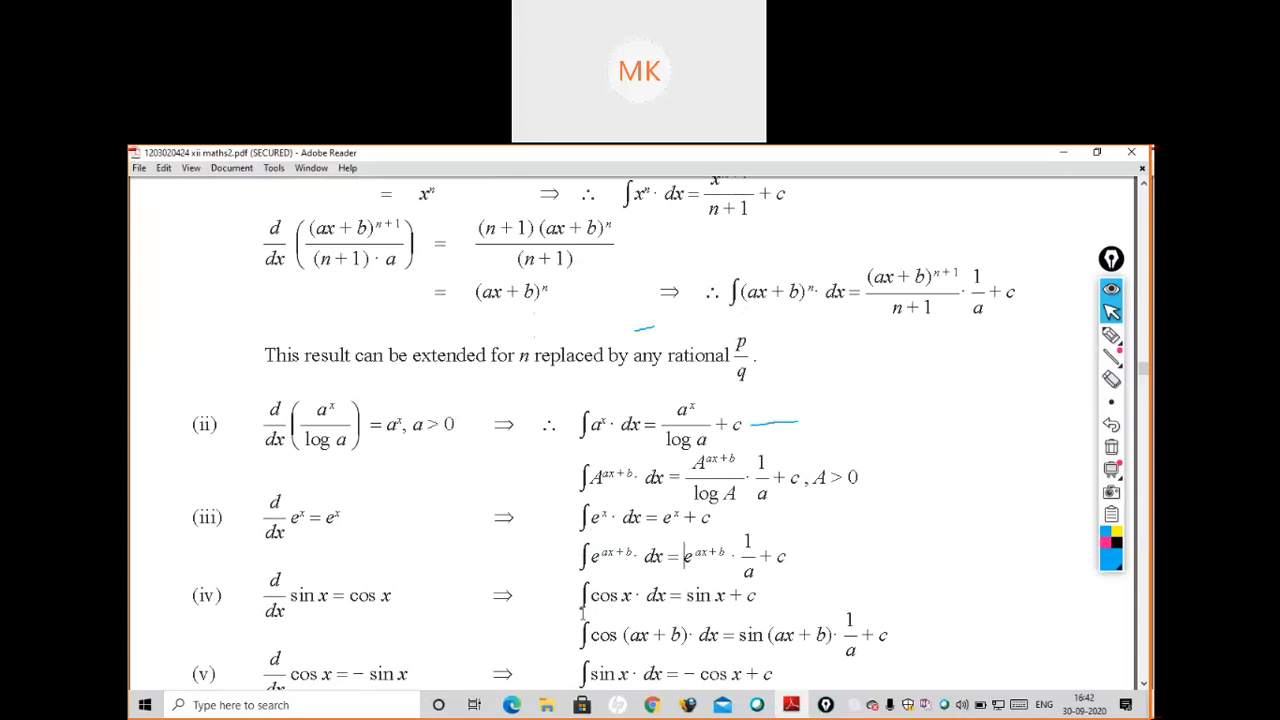 MK
1203020424 xii maths2.pdf (SECURED) - Adobe Reader
File Edit View Document Tools Window Help
= xⁿ ⇒ ∴ ∫xⁿ · dx = xⁿ⁺¹/(n + 1) + c
d/dx ( (ax + b)ⁿ⁺¹ / (n + 1) · a ) = (n + 1) (ax + b)ⁿ / (n + 1)
= (ax + b)ⁿ ⇒ ∴ ∫(ax + b)ⁿ · dx = (ax + b)ⁿ⁺¹/(n + 1) · 1/a + c
This result can be extended for n replaced by any rational p/q .
(ii) d/dx ( aˣ / log a ) = aˣ, a > 0 ⇒ ∴ ∫aˣ · dx = aˣ/log a + c
∫A^(ax + b) · dx = A^(ax + b)/log A · 1/a + c , A > 0
(iii) d/dx eˣ = eˣ ⇒ ∫eˣ · dx = eˣ + c
∫e^(ax + b) · dx = e^(ax + b) · 1/a + c
(iv) d/dx sin x = cos x ⇒ ∫cos x · dx = sin x + c
∫cos (ax + b) · dx = sin (ax + b) · 1/a + c
(v) d/dx cos x = − sin x ⇒ ∫sin x · dx = − cos x + c
Type here to search
ENG
16:42
30-09-2020